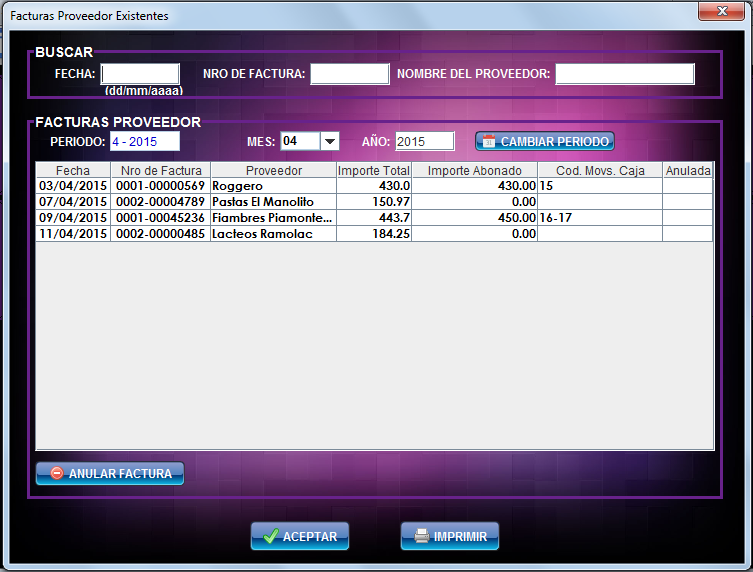 Facturas Proveedor Existentes
BUSCAR
FECHA: NRO DE FACTURA: NOMBRE DEL PROVEEDOR:
(dd/mm/aaaa)
FACTURAS PROVEEDOR
PERIODO: 4 - 2015 MES: 04 AÑO: 2015 CAMBIAR PERIODO
Fecha Nro de Factura Proveedor Importe Total Importe Abonado Cod. Movs. Caja Anulada
03/04/2015 0001-00000569 Roggero 430.0 430.00 15
07/04/2015 0002-00004789 Pastas El Manolito 150.97 0.00
09/04/2015 0001-00045236 Fiambres Piamonte... 443.7 450.00 16-17
11/04/2015 0002-00000485 Lacteos Ramolac 184.25 0.00
ANULAR FACTURA
ACEPTAR IMPRIMIR